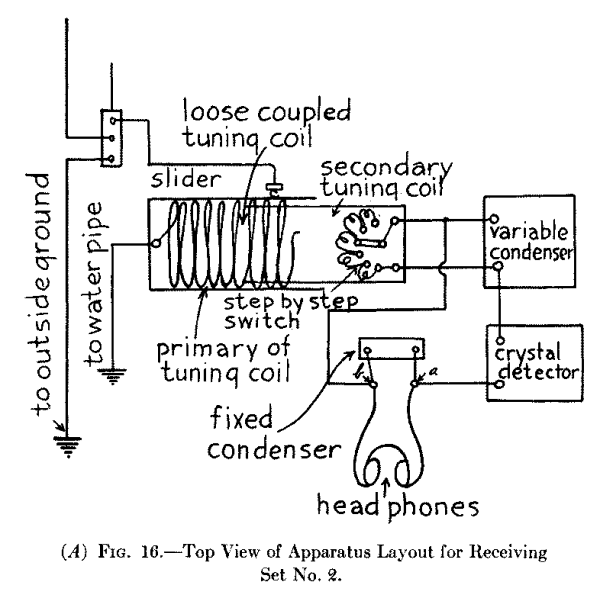 loose coupled
tuning coil
slider
secondary
tuning coil
to outside ground
to water pipe
variable
condenser
step by step
switch
primary of
tuning coil
crystal
detector
b
a
fixed
condenser
head phones
(A) Fig. 16.—Top View of Apparatus Layout for Receiving
Set No. 2.